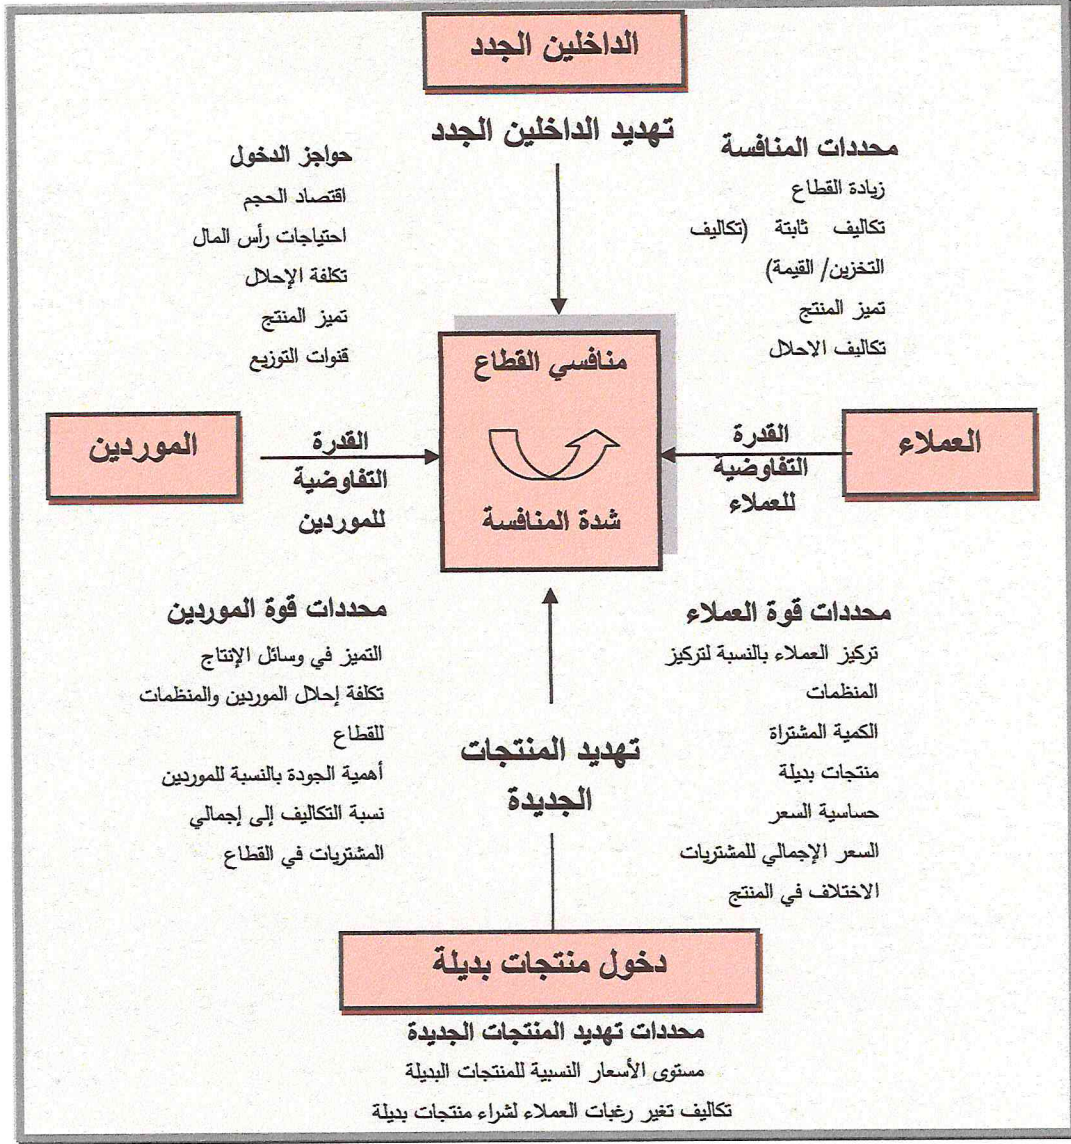 الداخلين الجدد
تهديد الداخلين الجدد
محددات المنافسة
زيادة القطاع
تكاليف ثابتة (تكاليف
التخزين/ القيمة)
تميز المنتج
تكاليف الاحلال
حواجز الدخول
اقتصاد الحجم
احتياجات رأس المال
تكلفة الإحلال
تميز المنتج
قنوات التوزيع
منافسي القطاع
شدة المنافسة
العملاء
القدرة
التفاوضية
للعملاء
القدرة
التفاوضية
للموردين
الموردين
محددات قوة العملاء
تركيز العملاء بالنسبة لتركيز
المنظمات
الكمية المشتراة
منتجات بديلة
حساسية السعر
السعر الإجمالي للمشتريات
الاختلاف في المنتج
محددات قوة الموردين
التميز في وسائل الإنتاج
تكلفة إحلال الموردين والمنظمات
للقطاع
أهمية الجودة بالنسبة للموردين
نسبة التكاليف إلى إجمالي
المشتريات في القطاع
تهديد المنتجات
الجديدة
دخول منتجات بديلة
محددات تهديد المنتجات الجديدة
مستوى الأسعار النسبية للمنتجات البديلة
تكاليف تغير رغبات العملاء لشراء منتجات بديلة